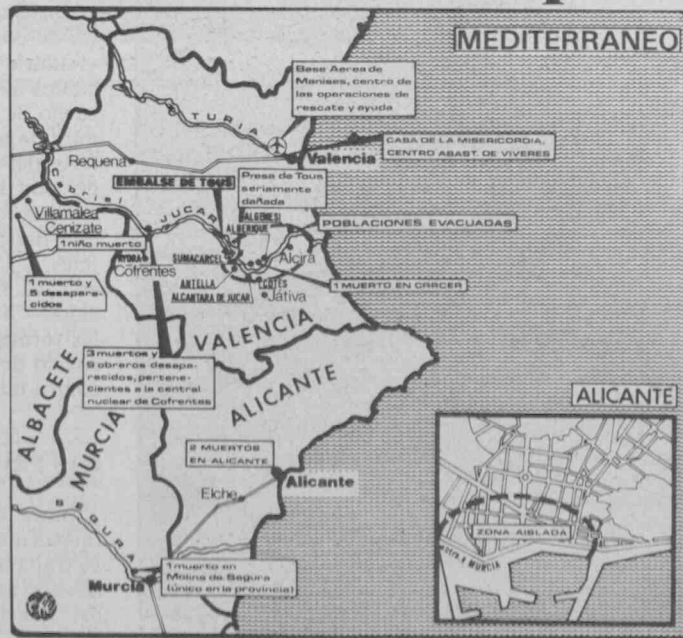 MEDITERRANEO
Base Aerea de
Manises, centro de
las operaciones de
rescate y ayuda
TURIA
CASA DE LA MISERICORDIA,
CENTRO ABAST. DE VIVERES
Requena
Valencia
Cabriel
EMBALSE DE TOUS
Presa de Tous
seriamente
dañada
JUCAR
Villamalea
Cenizate
ALGEMESI
ALBERIQUE
POBLACIONES EVACUADAS
1 niño muerto
SUMACARCEL
Alcira
Cofrentes
1 muerto y
5 desapare-
cidos
ANTELLA
COTES
1 MUERTO EN CARCER
ALCANTARA DE JUCAR
Játiva
VALENCIA
3 muertos y
9 obreros desapa-
recidos, pertene-
cientes a la central
nuclear de Cofrentes
ALBACETE
MURCIA
ALICANTE
ALICANTE
2 MUERTOS
EN ALICANTE
Alicante
Elche
SEGURA
ZONA AISLADA
MURCIA
1 muerto en
Molina de Segura
(único en la provincia)
Murcia